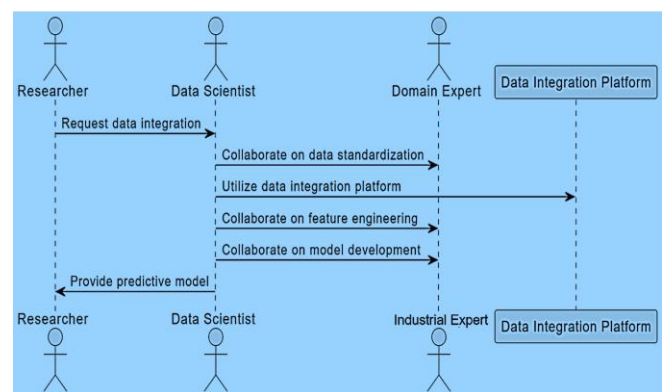 Researcher
Data Scientist
Domain Expert
Data Integration Platform
Request data integration
Collaborate on data standardization
Utilize data integration platform
Collaborate on feature engineering
Collaborate on model development
Provide predictive model
Researcher
Data Scientist
Industrial Expert
Data Integration Platform